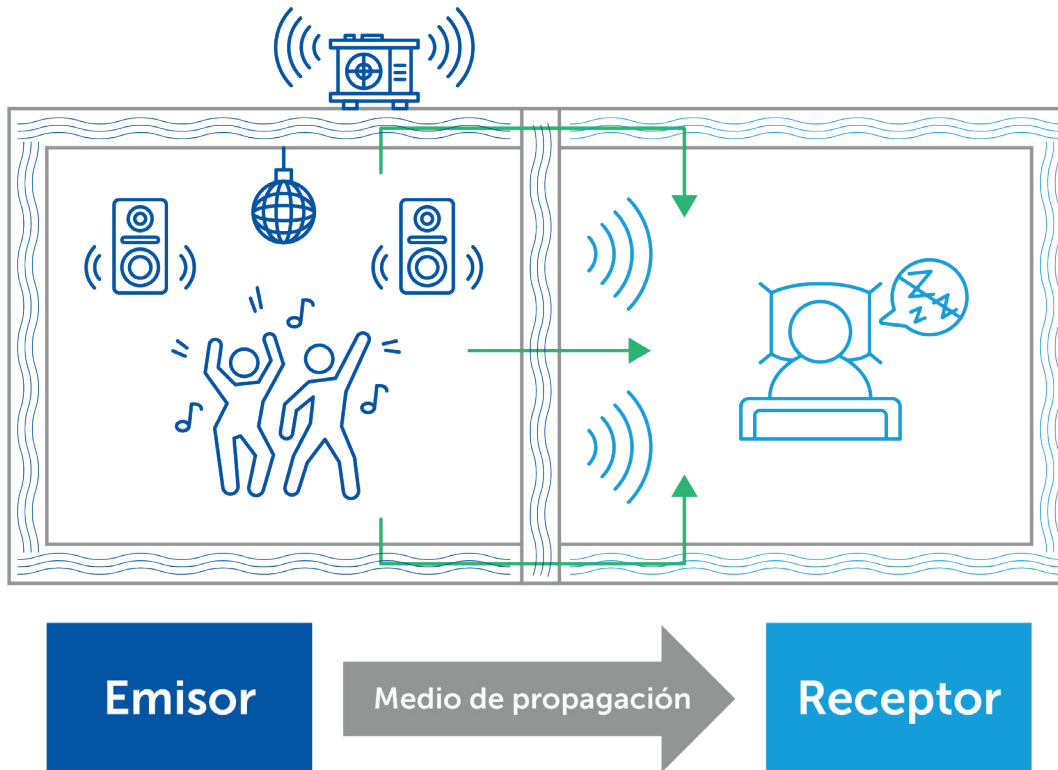 Z
z
Z
Emisor
Medio de propagación
Receptor